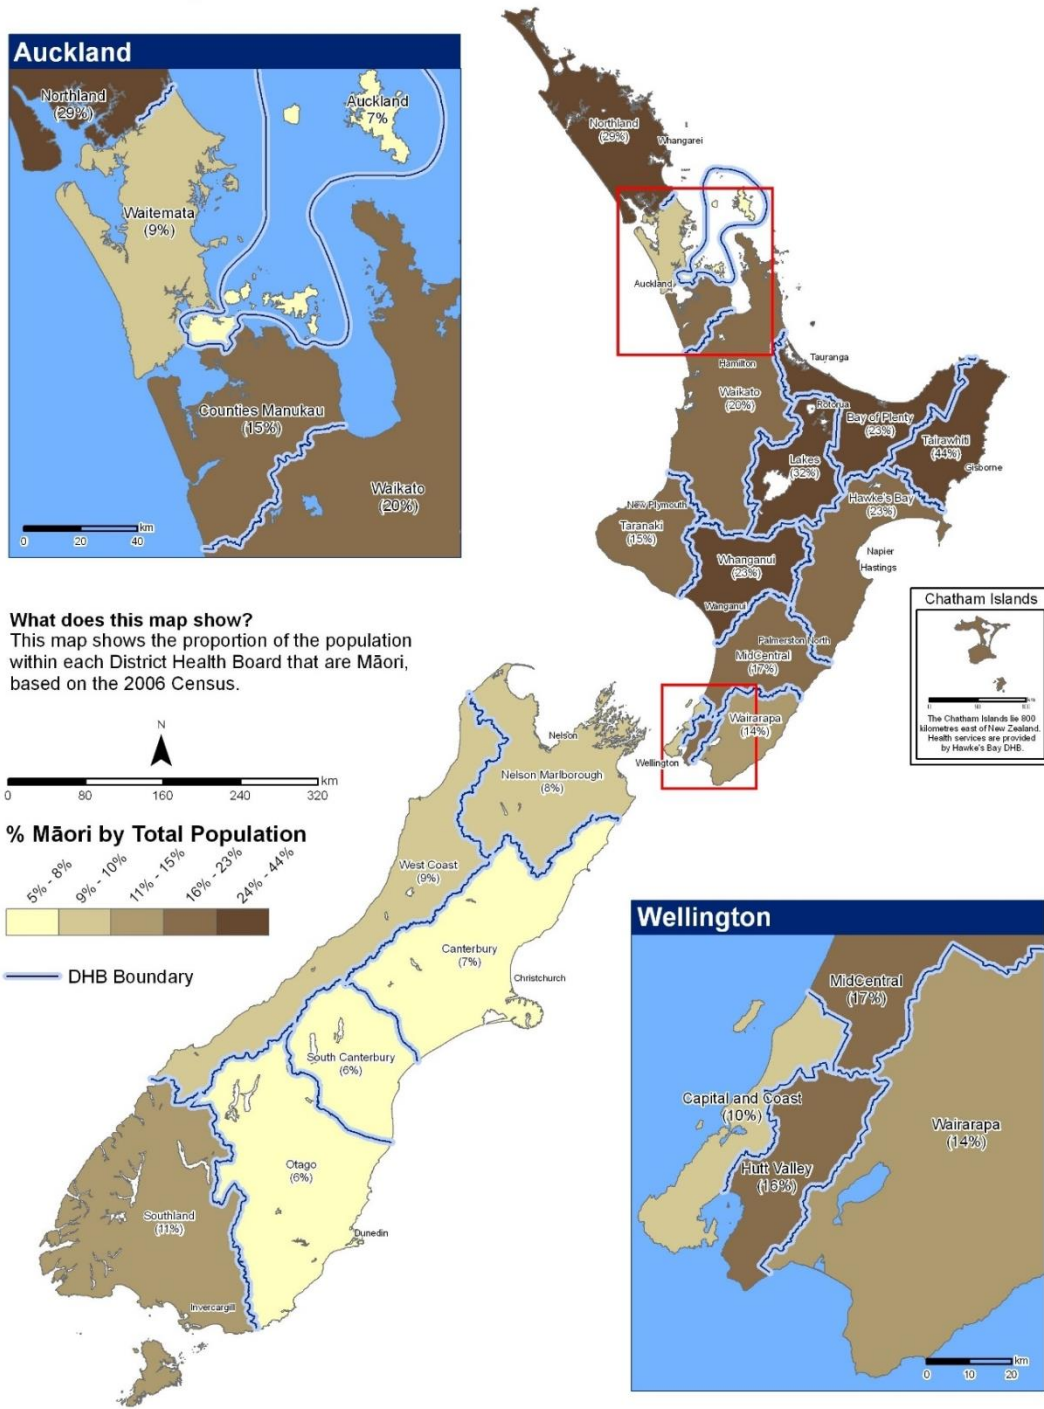 Auckland
Northland
(29%)
Auckland
7%
Waitemata
(9%)
Counties Manukau
(15%)
Waikato
(20%)
km
0 20 40
Northland
(29%)
Whangarei
Auckland
Hamilton
Waikato
(20%)
Tauranga
Rotorua
Bay of Plenty
(23%)
Tairawhiti
(44%)
Gisborne
Lakes
(32%)
Hawke's Bay
(23%)
New Plymouth
Taranaki
(15%)
Whanganui
(23%)
Napier
Hastings
Wanganui
Palmerston North
MidCentral
(17%)
Wairarapa
(14%)
Wellington
Chatham Islands
The Chatham Islands lie 800
kilometres east of New Zealand.
Health services are provided
by Hawke's Bay DHB.
What does this map show?
This map shows the proportion of the population
within each District Health Board that are Māori,
based on the 2006 Census.
N
km
0 80 160 240 320
% Māori by Total Population
5% - 8% 9% - 10% 11% - 15% 16% - 23% 24% - 44%
DHB Boundary
Nelson
Nelson Marlborough
(8%)
West Coast
(9%)
Canterbury
(7%)
Christchurch
South Canterbury
(6%)
Otago
(6%)
Dunedin
Southland
(11%)
Invercargill
Wellington
MidCentral
(17%)
Capital and Coast
(10%)
Wairarapa
(14%)
Hutt Valley
(16%)
km
0 10 20